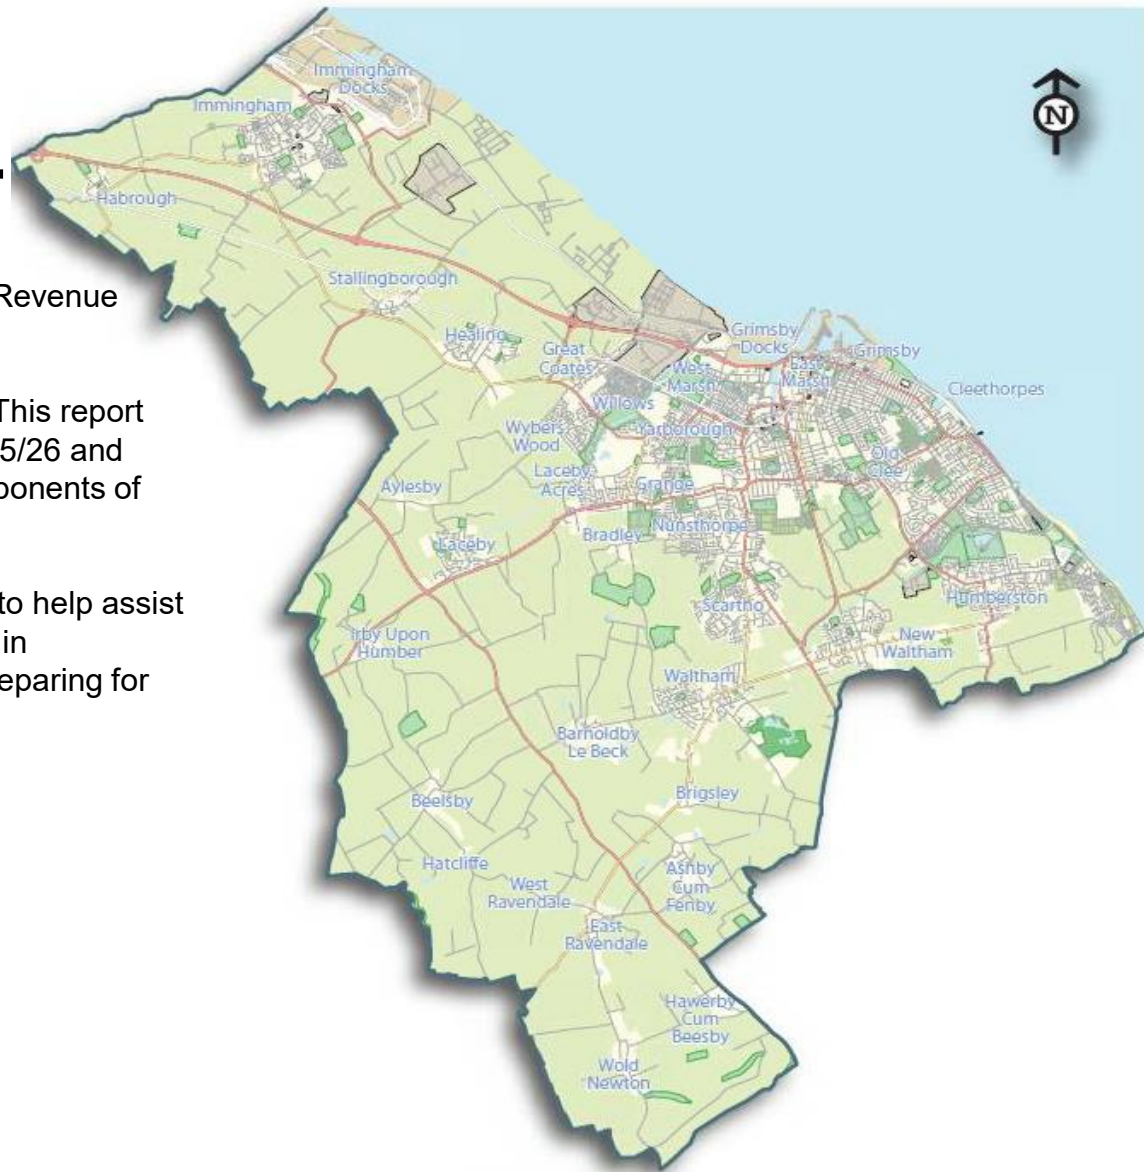 Revenue
This report
5/26 and
ponents of
to help assist
in
eparing for
N
Immingham
Docks
Immingham
Habrough
Stallingborough
Healing
Great
Coates
West
Marsh
Grimsby
Docks
East
Marsh
Grimsby
Cleethorpes
Willows
Wybers
Wood
Yarborough
Old
Clee
Laceby
Acres
Grange
Aylesby
Nunsthorpe
Bradley
Laceby
Scartho
Humberston
Irby Upon
Humber
New
Waltham
Waltham
Barnoldby
Le Beck
Beelsby
Brigsley
Hatcliffe
Ashby
Cum
Fenby
West
Ravendale
East
Ravendale
Hawerby
Cum
Beesby
Wold
Newton